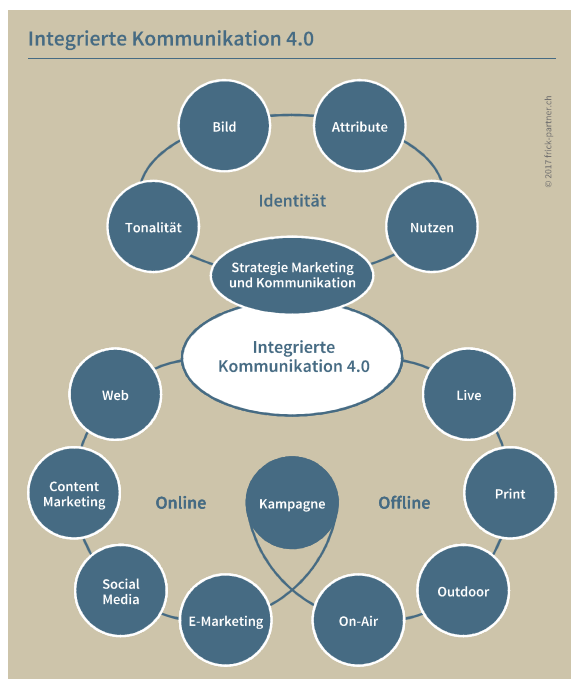 Integrierte Kommunikation 4.0
© 2017 frick-partner.ch
Bild
Attribute
Identität
Tonalität
Nutzen
Strategie Marketing
und Kommunikation
Integrierte
Kommunikation 4.0
Web
Live
Content
Marketing
Online
Kampagne
Offline
Print
Social
Media
Outdoor
E-Marketing
On-Air